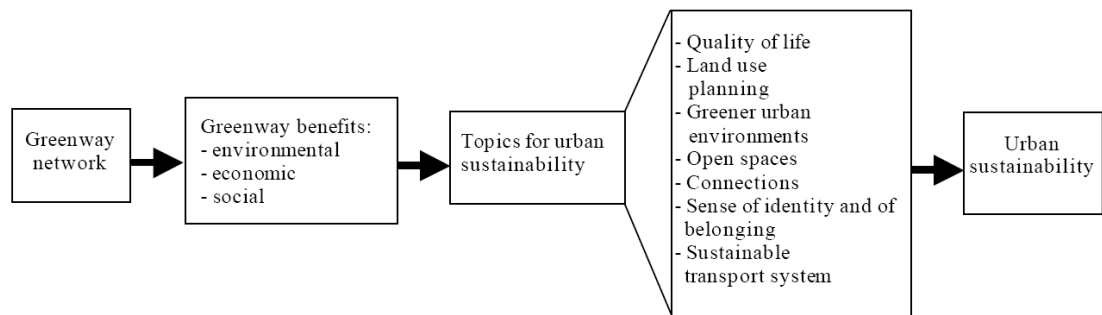 Greenway
network
Greenway benefits:
- environmental
- economic
- social
Topics for urban
sustainability
- Quality of life
- Land use
planning
- Greener urban
environments
- Open spaces
- Connections
- Sense of identity and of
belonging
- Sustainable
transport system
Urban
sustainability